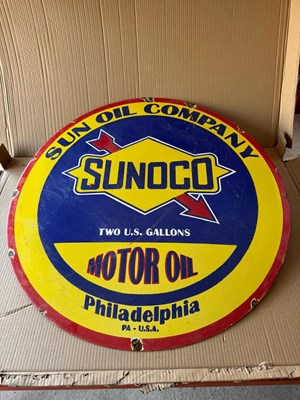 SUN OIL COMPANY
SUNOCO
TWO U.S. GALLONS
MOTOR OIL
Philadelphia
PA - U.S.A.